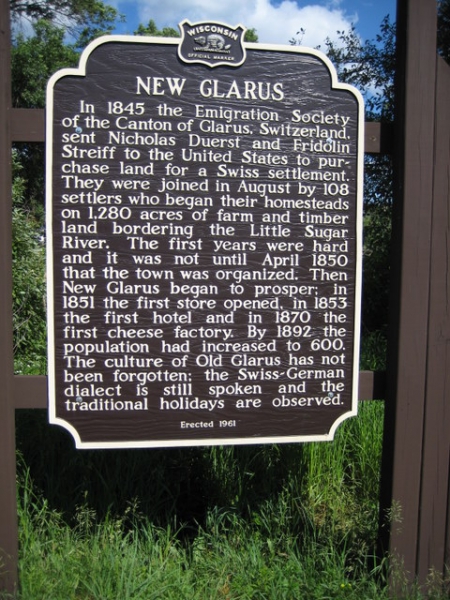 WISCONSIN
OFFICIAL MARKER
NEW GLARUS
In 1845 the Emigration Society
of the Canton of Glarus, Switzerland,
sent Nicholas Duerst and Fridolin
Streiff to the United States to pur-
chase land for a Swiss settlement.
They were joined in August by 108
settlers who began their homesteads
on 1,280 acres of farm and timber
land bordering the Little Sugar
River. The first years were hard
and it was not until April 1850
that the town was organized. Then
New Glarus began to prosper; in
1851 the first store opened, in 1853
the first hotel and in 1870 the
first cheese factory. By 1892 the
population had increased to 600.
The culture of Old Glarus has not
been forgotten; the Swiss-German
dialect is still spoken and the
traditional holidays are observed.
Erected 1961